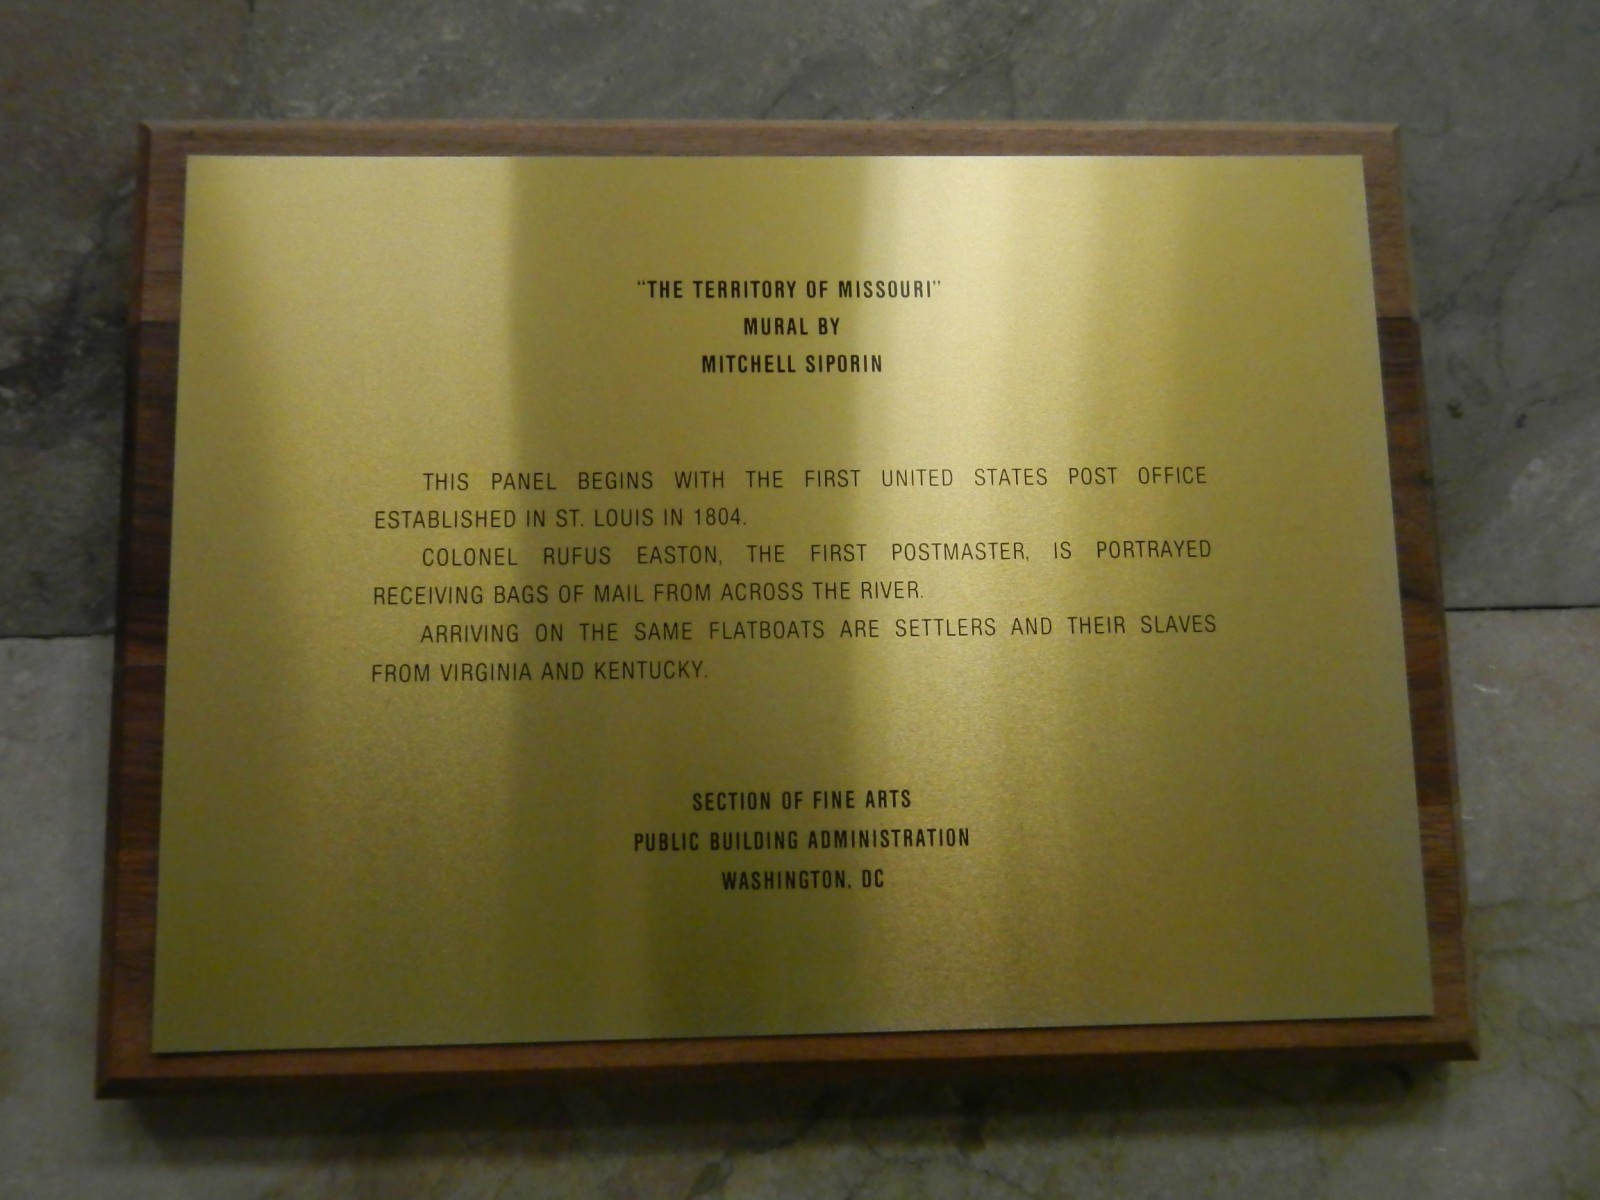 “THE TERRITORY OF MISSOURI”
MURAL BY
MITCHELL SIPORIN
THIS PANEL BEGINS WITH THE FIRST UNITED STATES POST OFFICE
ESTABLISHED IN ST. LOUIS IN 1804.
COLONEL RUFUS EASTON, THE FIRST POSTMASTER, IS PORTRAYED
RECEIVING BAGS OF MAIL FROM ACROSS THE RIVER.
ARRIVING ON THE SAME FLATBOATS ARE SETTLERS AND THEIR SLAVES
FROM VIRGINIA AND KENTUCKY.
SECTION OF FINE ARTS
PUBLIC BUILDING ADMINISTRATION
WASHINGTON, DC